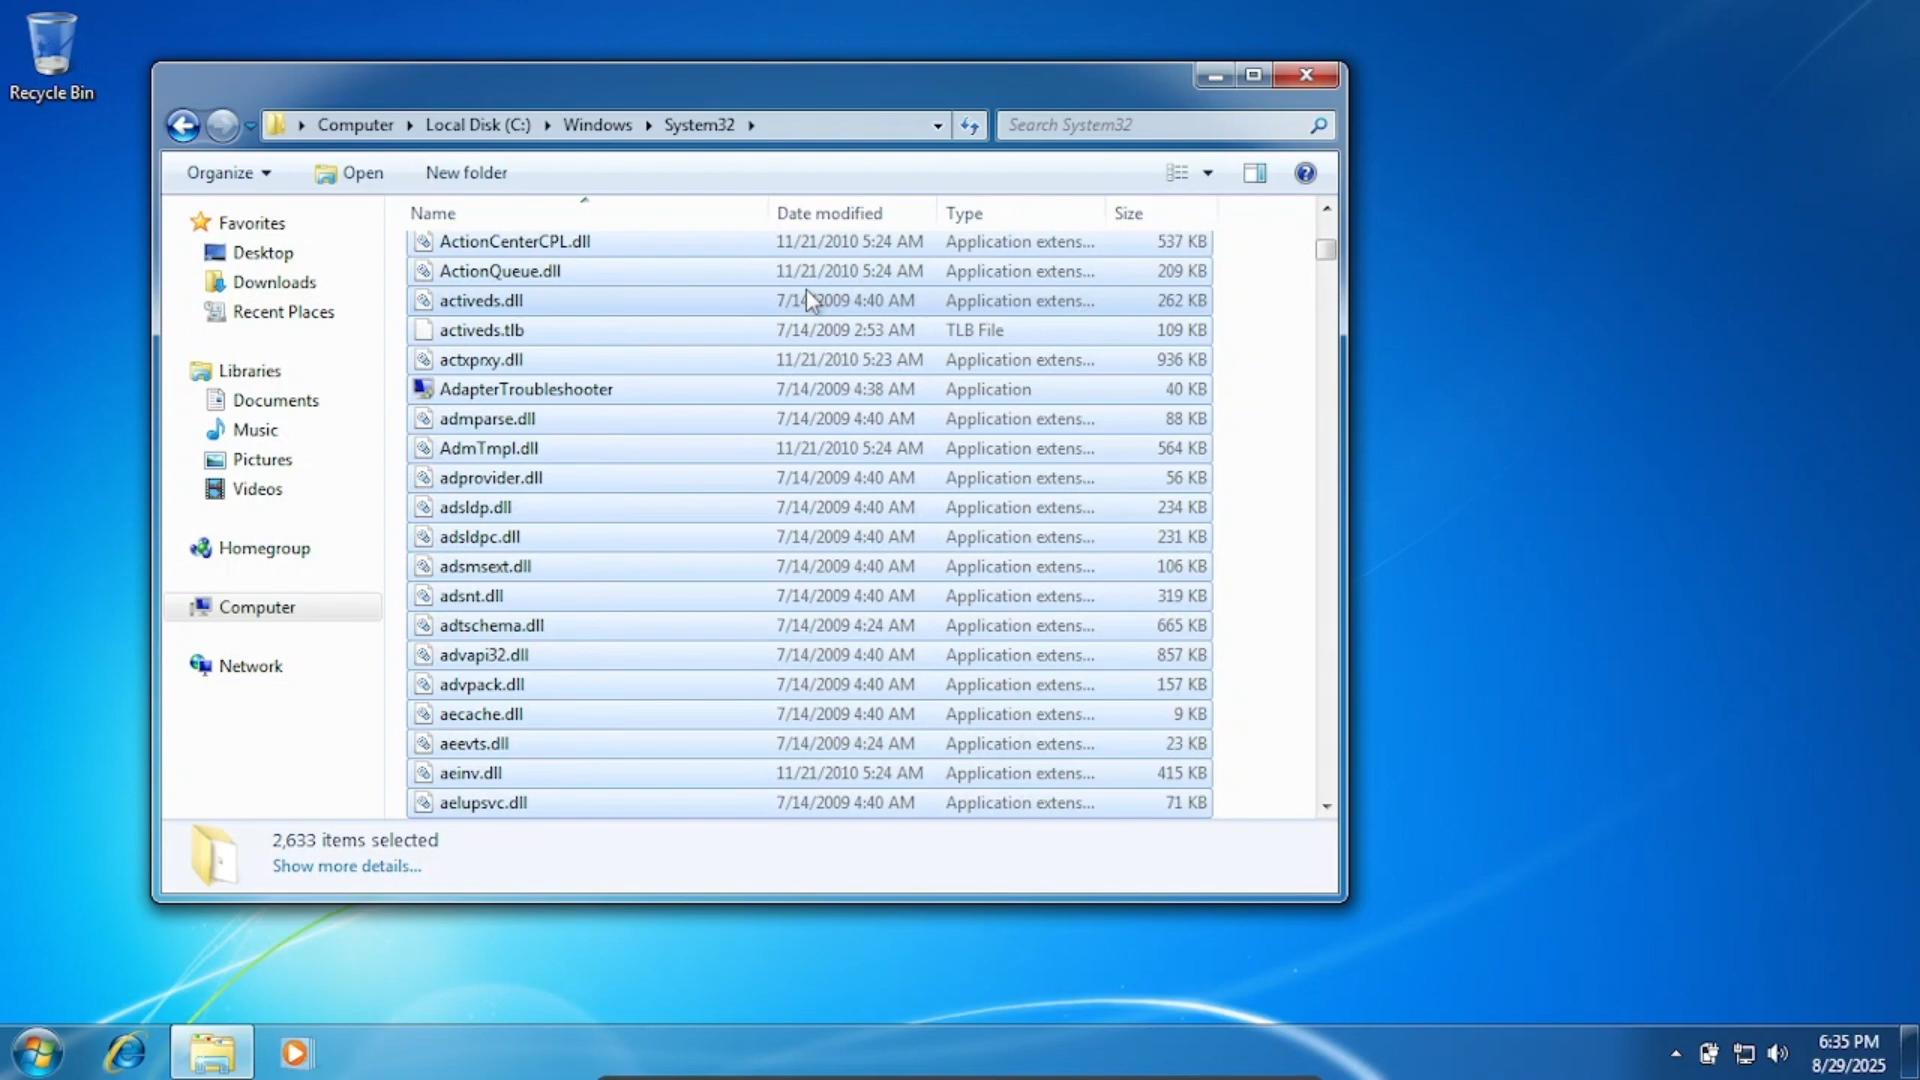 Recycle Bin
Computer Local Disk (C:) Windows System32
Search System32
Organize Open New folder
Favorites
Desktop
Downloads
Recent Places
Libraries
Documents
Music
Pictures
Videos
Homegroup
Computer
Network
Name Date modified Type Size
ActionCenterCPL.dll 11/21/2010 5:24 AM Application extens... 537 KB
ActionQueue.dll 11/21/2010 5:24 AM Application extens... 209 KB
activeds.dll 7/14/2009 4:40 AM Application extens... 262 KB
activeds.tlb 7/14/2009 2:53 AM TLB File 109 KB
actxprxy.dll 11/21/2010 5:23 AM Application extens... 936 KB
AdapterTroubleshooter 7/14/2009 4:38 AM Application 40 KB
admparse.dll 7/14/2009 4:40 AM Application extens... 88 KB
AdmTmpl.dll 11/21/2010 5:24 AM Application extens... 564 KB
adprovider.dll 7/14/2009 4:40 AM Application extens... 56 KB
adsldp.dll 7/14/2009 4:40 AM Application extens... 234 KB
adsldpc.dll 7/14/2009 4:40 AM Application extens... 231 KB
adsmsext.dll 7/14/2009 4:40 AM Application extens... 106 KB
adsnt.dll 7/14/2009 4:40 AM Application extens... 319 KB
adtschema.dll 7/14/2009 4:24 AM Application extens... 665 KB
advapi32.dll 7/14/2009 4:40 AM Application extens... 857 KB
advpack.dll 7/14/2009 4:40 AM Application extens... 157 KB
aecache.dll 7/14/2009 4:40 AM Application extens... 9 KB
aeevts.dll 7/14/2009 4:24 AM Application extens... 23 KB
aeinv.dll 11/21/2010 5:24 AM Application extens... 415 KB
aelupsvc.dll 7/14/2009 4:40 AM Application extens... 71 KB
2,633 items selected
Show more details...
6:35 PM
8/29/2025